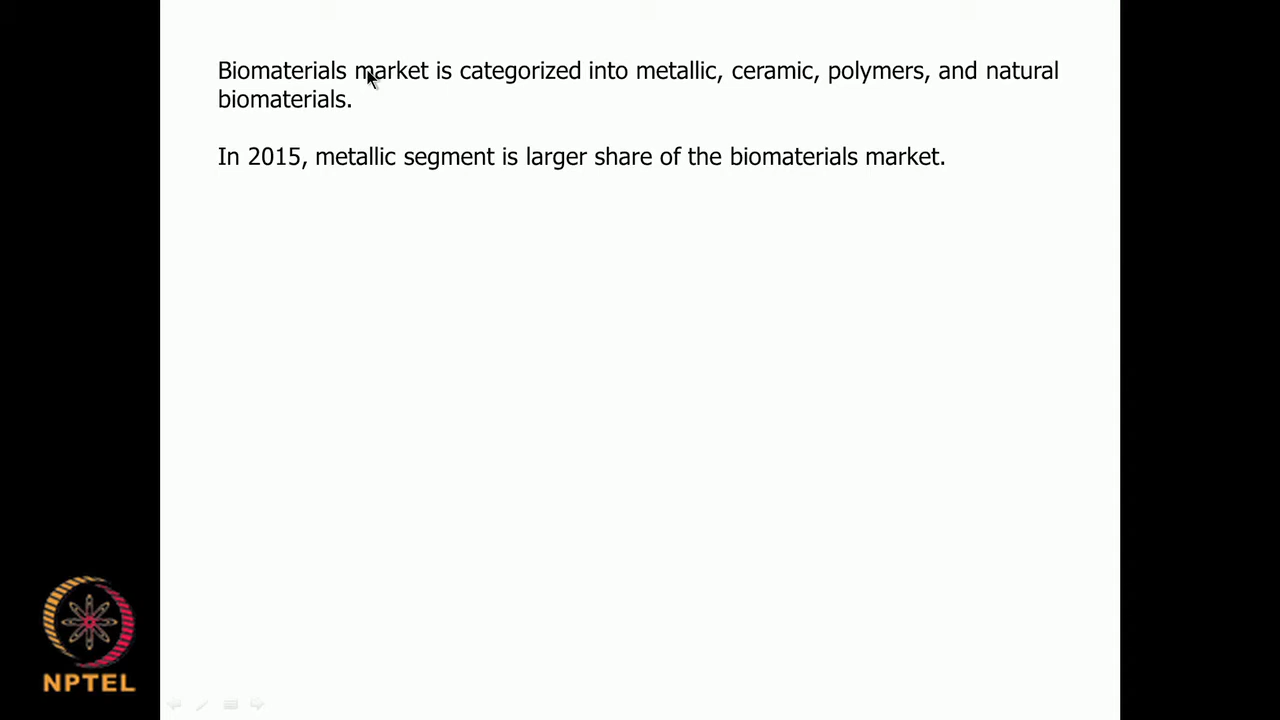 Biomaterials market is categorized into metallic, ceramic, polymers, and natural
biomaterials.
In 2015, metallic segment is larger share of the biomaterials market.
NPTEL